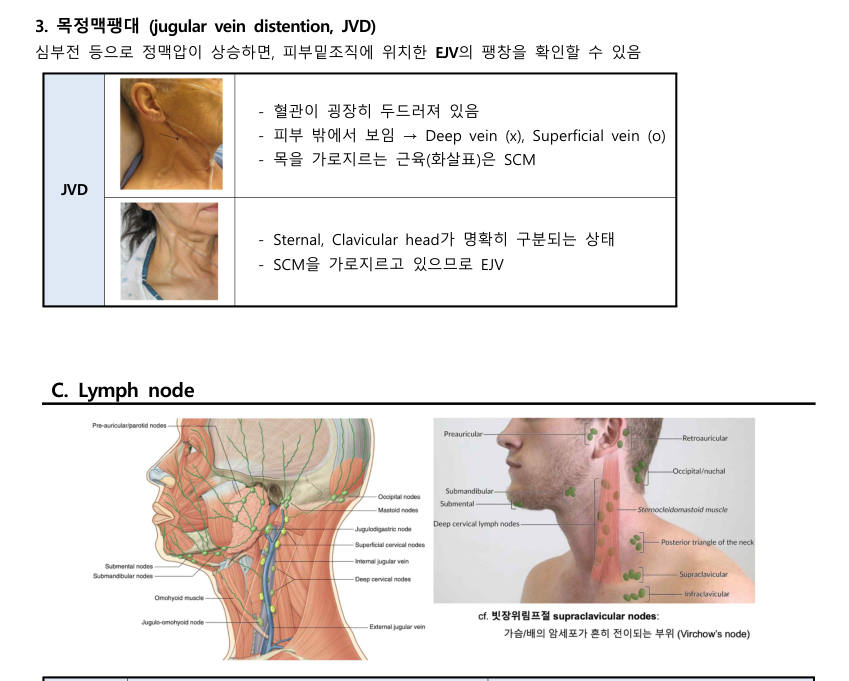 3. 목정맥팽대 (jugular vein distention, JVD)
심부전 등으로 정맥압이 상승하면, 피부밑조직에 위치한 EJV의 팽창을 확인할 수 있음
JVD
- 혈관이 굉장히 두드러져 있음
- 피부 밖에서 보임 → Deep vein (x), Superficial vein (o)
- 목을 가로지르는 근육(화살표)은 SCM
- Sternal, Clavicular head가 명확히 구분되는 상태
- SCM을 가로지르고 있으므로 EJV
C. Lymph node
Pre-auricular/parotid nodes
Occipital nodes
Mastoid nodes
Jugulodigastric node
Superficial cervical nodes
Internal jugular vein
Deep cervical nodes
Submental nodes
Submandibular nodes
Omohyoid muscle
Jugulo-omohyoid node
External jugular vein
Preauricular
Retroauricular
Occipital/nuchal
Submandibular
Submental
Sternocleidomastoid muscle
Deep cervical lymph nodes
Posterior triangle of the neck
Supraclavicular
Infraclavicular
cf. 빗장위림프절 supraclavicular nodes:
가슴/배의 암세포가 흔히 전이되는 부위 (Virchow's node)